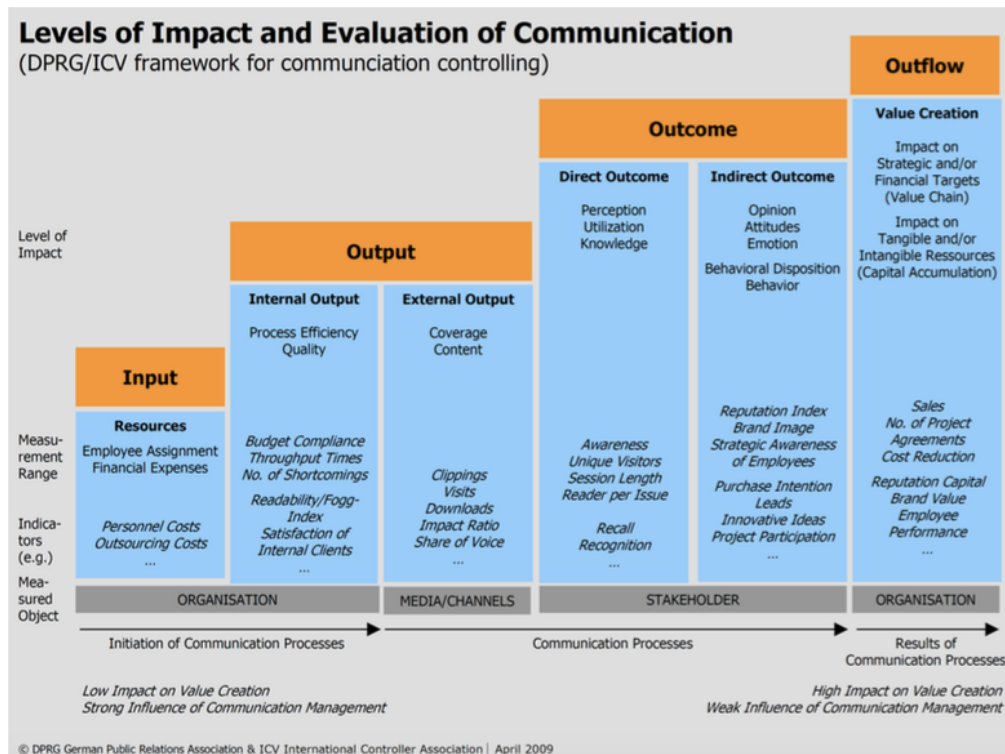 Levels of Impact and Evaluation of Communication
(DPRG/ICV framework for communciation controlling)
Level of
Impact
Measu-
rement
Range
Indica-
tors
(e.g.)
Mea-
sured
Object
Input
Resources
Employee Assignment
Financial Expenses
Personnel Costs
Outsourcing Costs
...
Output
Internal Output
Process Efficiency
Quality
Budget Compliance
Throughput Times
No. of Shortcomings
Readability/Fogg-
Index
Satisfaction of
Internal Clients
...
External Output
Coverage
Content
Clippings
Visits
Downloads
Impact Ratio
Share of Voice
...
Outcome
Direct Outcome
Perception
Utilization
Knowledge
Awareness
Unique Visitors
Session Length
Reader per Issue
Recall
Recognition
...
Indirect Outcome
Opinion
Attitudes
Emotion
Behavioral Disposition
Behavior
Reputation Index
Brand Image
Strategic Awareness
of Employees
Purchase Intention
Leads
Innovative Ideas
Project Participation
...
Outflow
Value Creation
Impact on
Strategic and/or
Financial Targets
(Value Chain)
Impact on
Tangible and/or
Intangible Ressources
(Capital Accumulation)
Sales
No. of Project
Agreements
Cost Reduction
Reputation Capital
Brand Value
Employee
Performance
...
ORGANISATION
MEDIA/CHANNELS
STAKEHOLDER
ORGANISATION
Initiation of Communication Processes
Communication Processes
Results of
Communication Processes
Low Impact on Value Creation
Strong Influence of Communication Management
High Impact on Value Creation
Weak Influence of Communication Management
© DPRG German Public Relations Association & ICV International Controller Association | April 2009